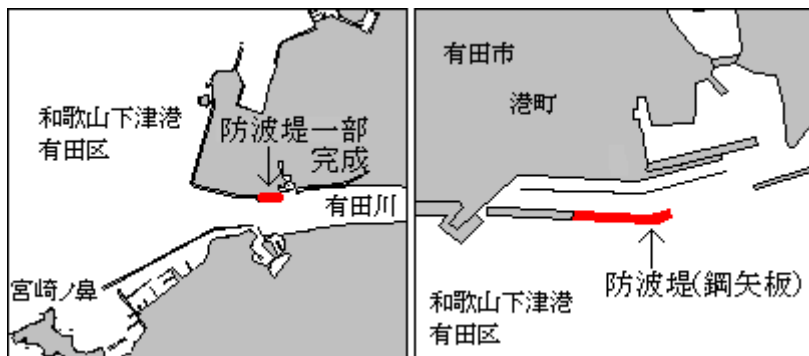 和歌山下津港
有田区
防波堤一部
完成
有田川
宮崎ノ鼻
有田市
港町
防波堤(鋼矢板)
和歌山下津港
有田区